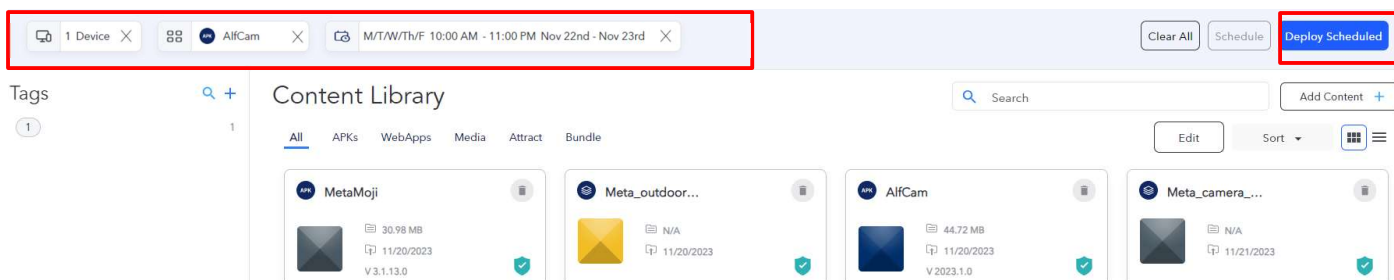 1 Device
APK AlfCam
M/T/W/Th/F 10:00 AM - 11:00 PM Nov 22nd - Nov 23rd
Clear All
Schedule
Deploy Scheduled
Tags
1
1
Content Library
Search
Add Content +
All APKs WebApps Media Attract Bundle
Edit
Sort
APK MetaMoji
30.98 MB
11/20/2023
V 3.1.13.0
Meta_outdoor...
N/A
11/20/2023
APK AlfCam
44.72 MB
11/20/2023
V 2023.1.0
Meta_camera_...
N/A
11/21/2023